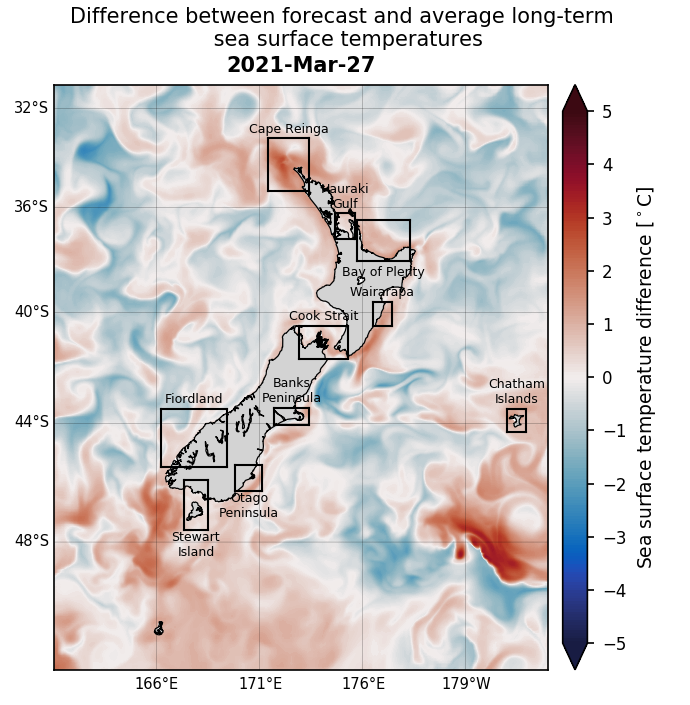 Difference between forecast and average long-term
sea surface temperatures
2021-Mar-27
32°S
36°S
40°S
44°S
48°S
166°E
171°E
176°E
179°W
Cape Reinga
Hauraki
Gulf
Bay of Plenty
Wairarapa
Cook Strait
Banks
Peninsula
Chatham
Islands
Fiordland
Otago
Peninsula
Stewart
Island
5
4
3
2
1
0
−1
−2
−3
−4
−5
Sea surface temperature difference [°C]